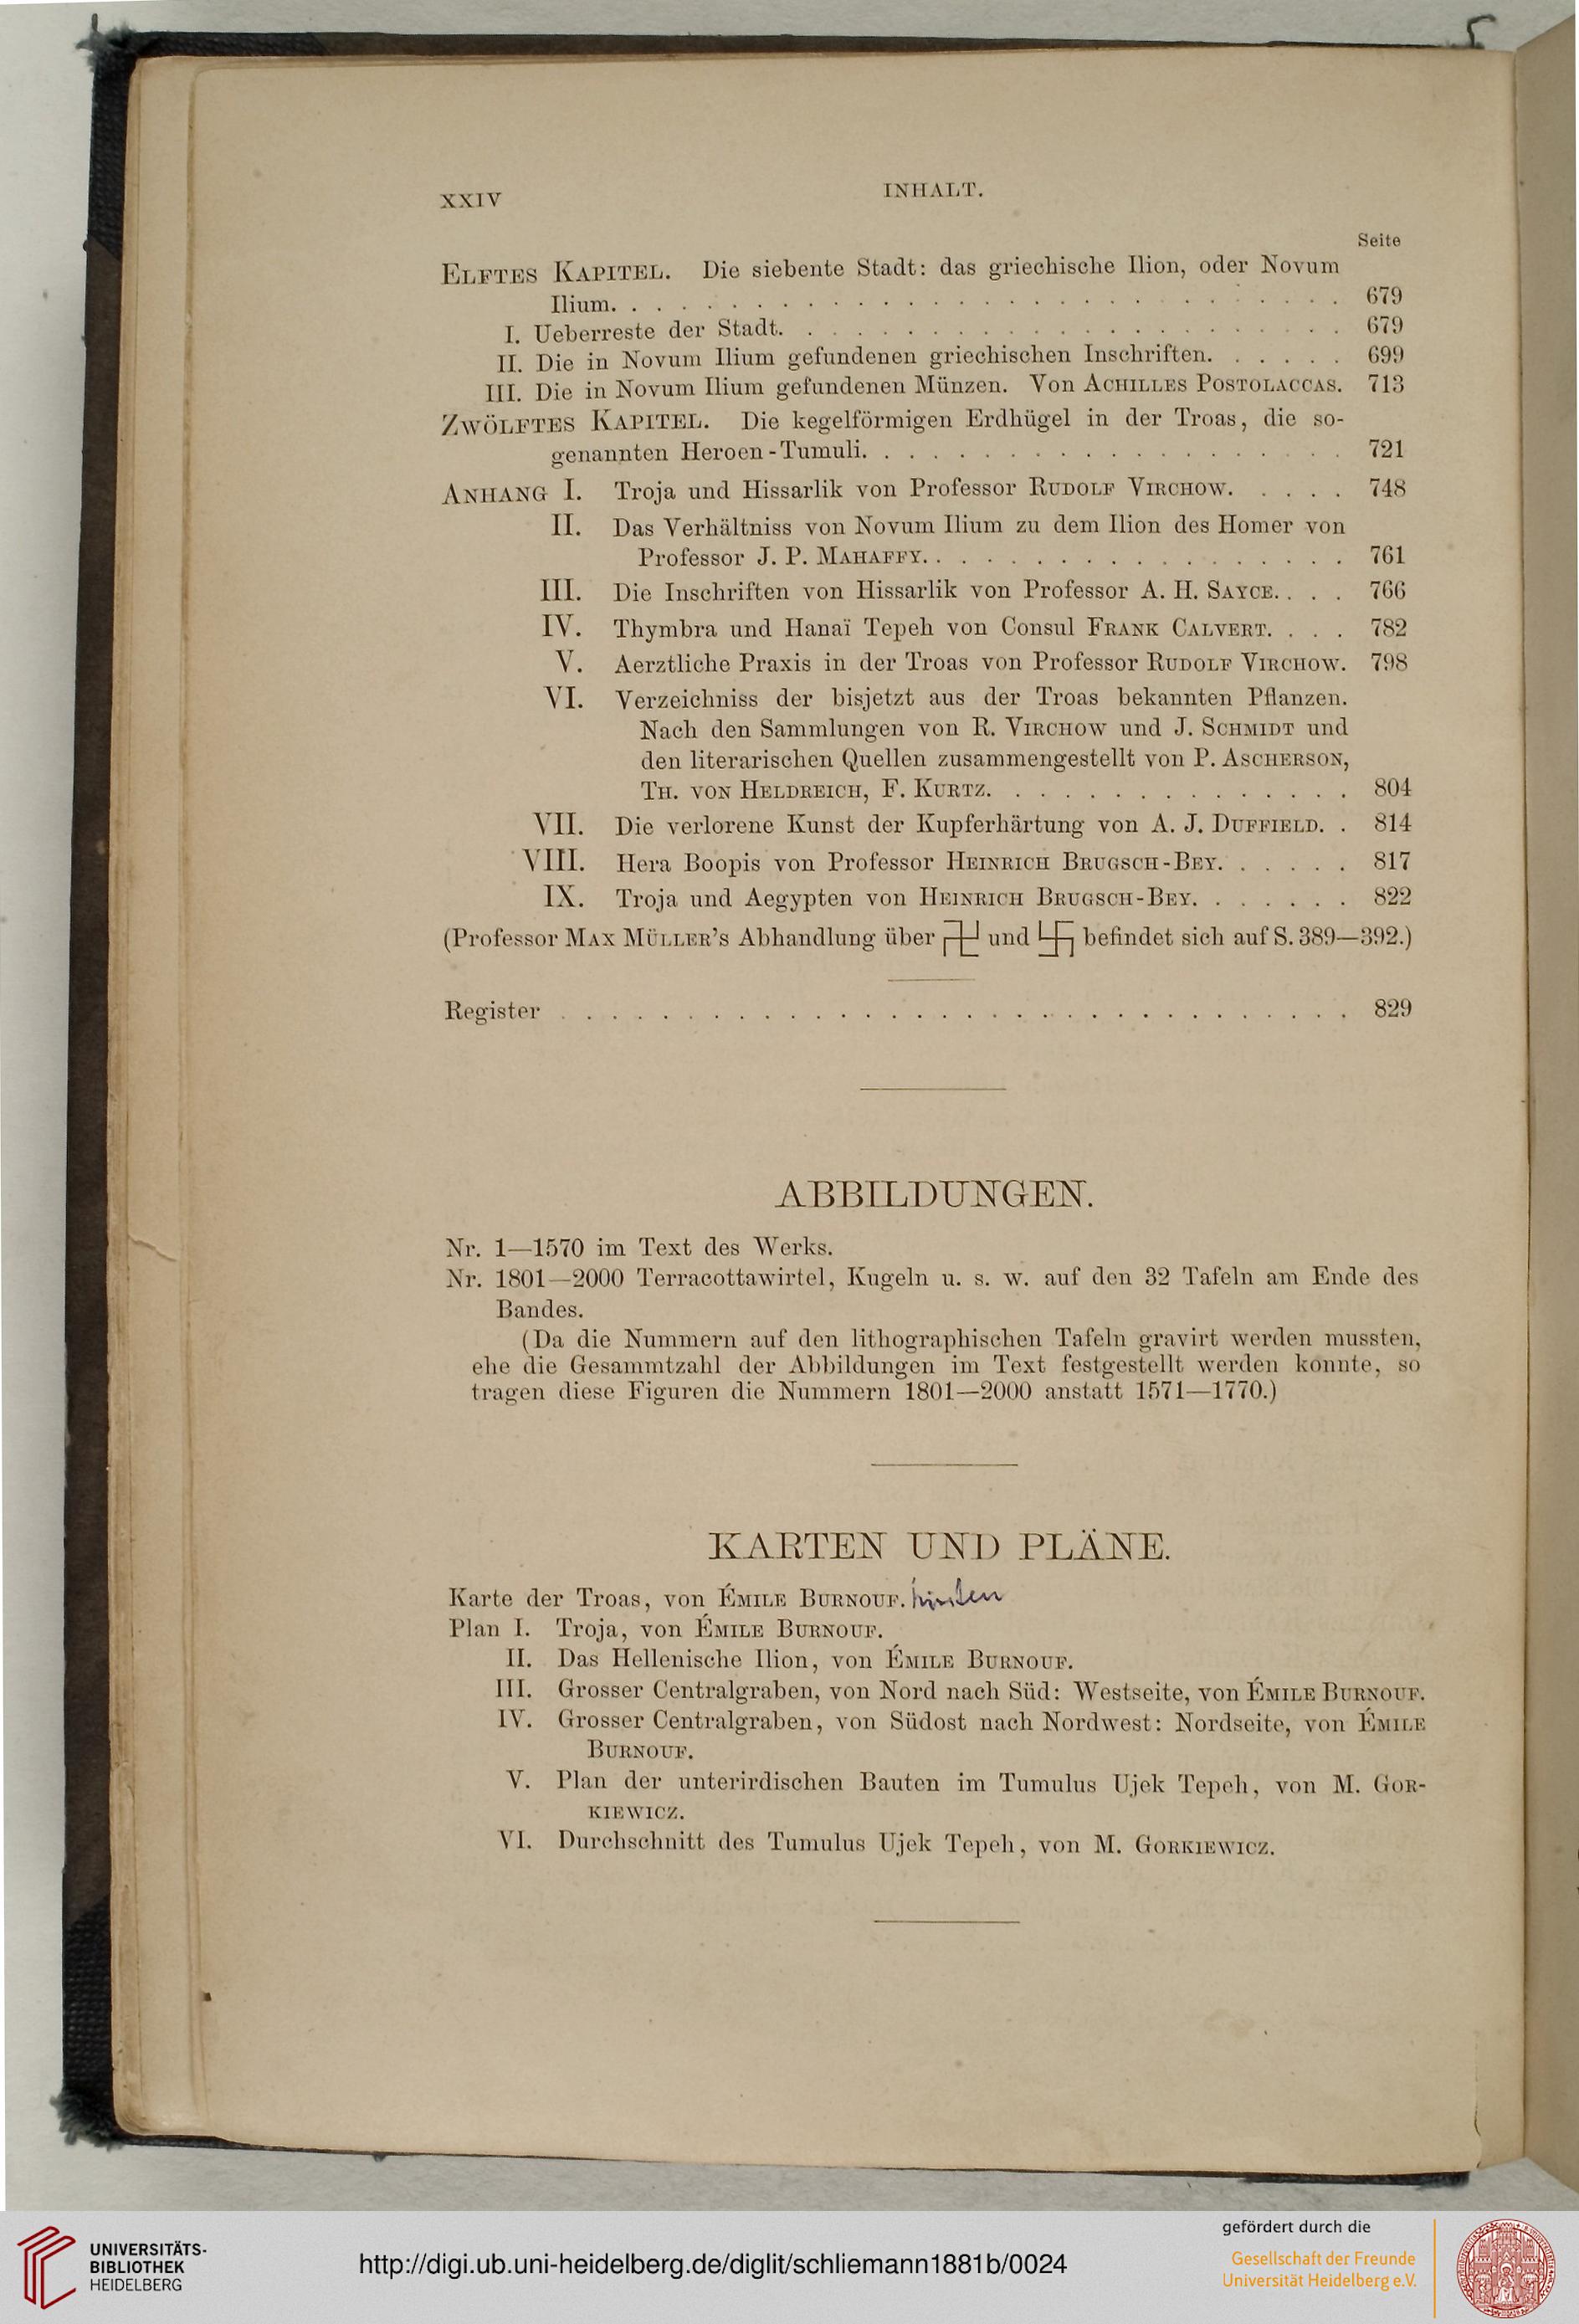 XXIV
INHALT.
Seite
ELFTES KAPITEL. Die siebente Stadt: das griechische Ilion, oder Novum
Ilium. . . . . . . . . . . . . . . . . . . . . . . . . . . . . 679
I. Ueberreste der Stadt. . . . . . . . . . . . . . . . . . . . . . . 679
II. Die in Novum Ilium gefundenen griechischen Inschriften. . . . . . 699
III. Die in Novum Ilium gefundenen Münzen. Von ACHILLES POSTOLACCAS. 713
ZWÖLFTES KAPITEL. Die kegelförmigen Erdhügel in der Troas, die so-
genannten Heroen-Tumuli. . . . . . . . . . . . . . . . . . . . 721
ANHANG I. Troja und Hissarlik von Professor RUDOLF VIRCHOW. . . . . 748
II. Das Verhältniss von Novum Ilium zu dem Ilion des Homer von
Professor J. P. MAHAFFY. . . . . . . . . . . . . . . . . . 761
III. Die Inschriften von Hissarlik von Professor A. H. SAYCE. . . . 766
IV. Thymbra und Hanaï Tepeh von Consul FRANK CALVERT. . . . 782
V. Aerztliche Praxis in der Troas von Professor RUDOLF VIRCHOW. 798
VI. Verzeichniss der bisjetzt aus der Troas bekannten Pflanzen.
Nach den Sammlungen von R. VIRCHOW und J. SCHMIDT und
den literarischen Quellen zusammengestellt von P. ASCHERSON,
TH. VON HELDREICH, F. KURTZ. . . . . . . . . . . . . . . 804
VII. Die verlorene Kunst der Kupferhärtung von A. J. DUFFIELD. . 814
VIII. Hera Boopis von Professor HEINRICH BRUGSCH-BEY. . . . . . 817
IX. Troja und Aegypten von HEINRICH BRUGSCH-BEY. . . . . . . 822
(Professor MAX MÜLLER's Abhandlung über 卍 und 卐 befindet sich auf S. 389—392.)
Register . . . . . . . . . . . . . . . . . . . . . . . . . . . . . . . 829
ABBILDUNGEN.
Nr. 1—1570 im Text des Werks.
Nr. 1801—2000 Terracottawirtel, Kugeln u. s. w. auf den 32 Tafeln am Ende des
Bandes.
(Da die Nummern auf den lithographischen Tafeln gravirt werden mussten,
ehe die Gesammtzahl der Abbildungen im Text festgestellt werden konnte, so
tragen diese Figuren die Nummern 1801—2000 anstatt 1571—1770.)
KARTEN UND PLÄNE.
Karte der Troas, von ÉMILE BURNOUF. hinten
Plan I. Troja, von ÉMILE BURNOUF.
II. Das Hellenische Ilion, von ÉMILE BURNOUF.
III. Grosser Centralgraben, von Nord nach Süd: Westseite, von ÉMILE BURNOUF.
IV. Grosser Centralgraben, von Südost nach Nordwest: Nordseite, von ÉMILE
BURNOUF.
V. Plan der unterirdischen Bauten im Tumulus Ujek Tepeh, von M. GOR-
KIEWICZ.
VI. Durchschnitt des Tumulus Ujek Tepeh, von M. GORKIEWICZ.
UNIVERSITÄTS-
BIBLIOTHEK
HEIDELBERG
http://digi.ub.uni-heidelberg.de/diglit/schliemann1881b/0024
gefördert durch die
Gesellschaft der Freunde
Universität Heidelberg e.V.